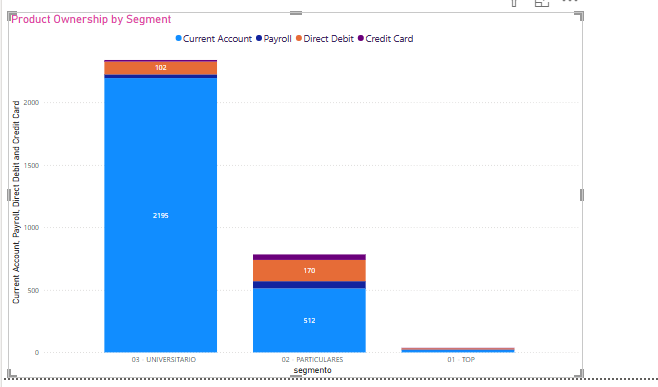 Product Ownership by Segment
Current Account Payroll Direct Debit Credit Card
Current Account, Payroll, Direct Debit and Credit Card
2000
1500
1000
500
0
102
2195
170
512
03 - UNIVERSITARIO 02 - PARTICULARES 01 - TOP
segmento